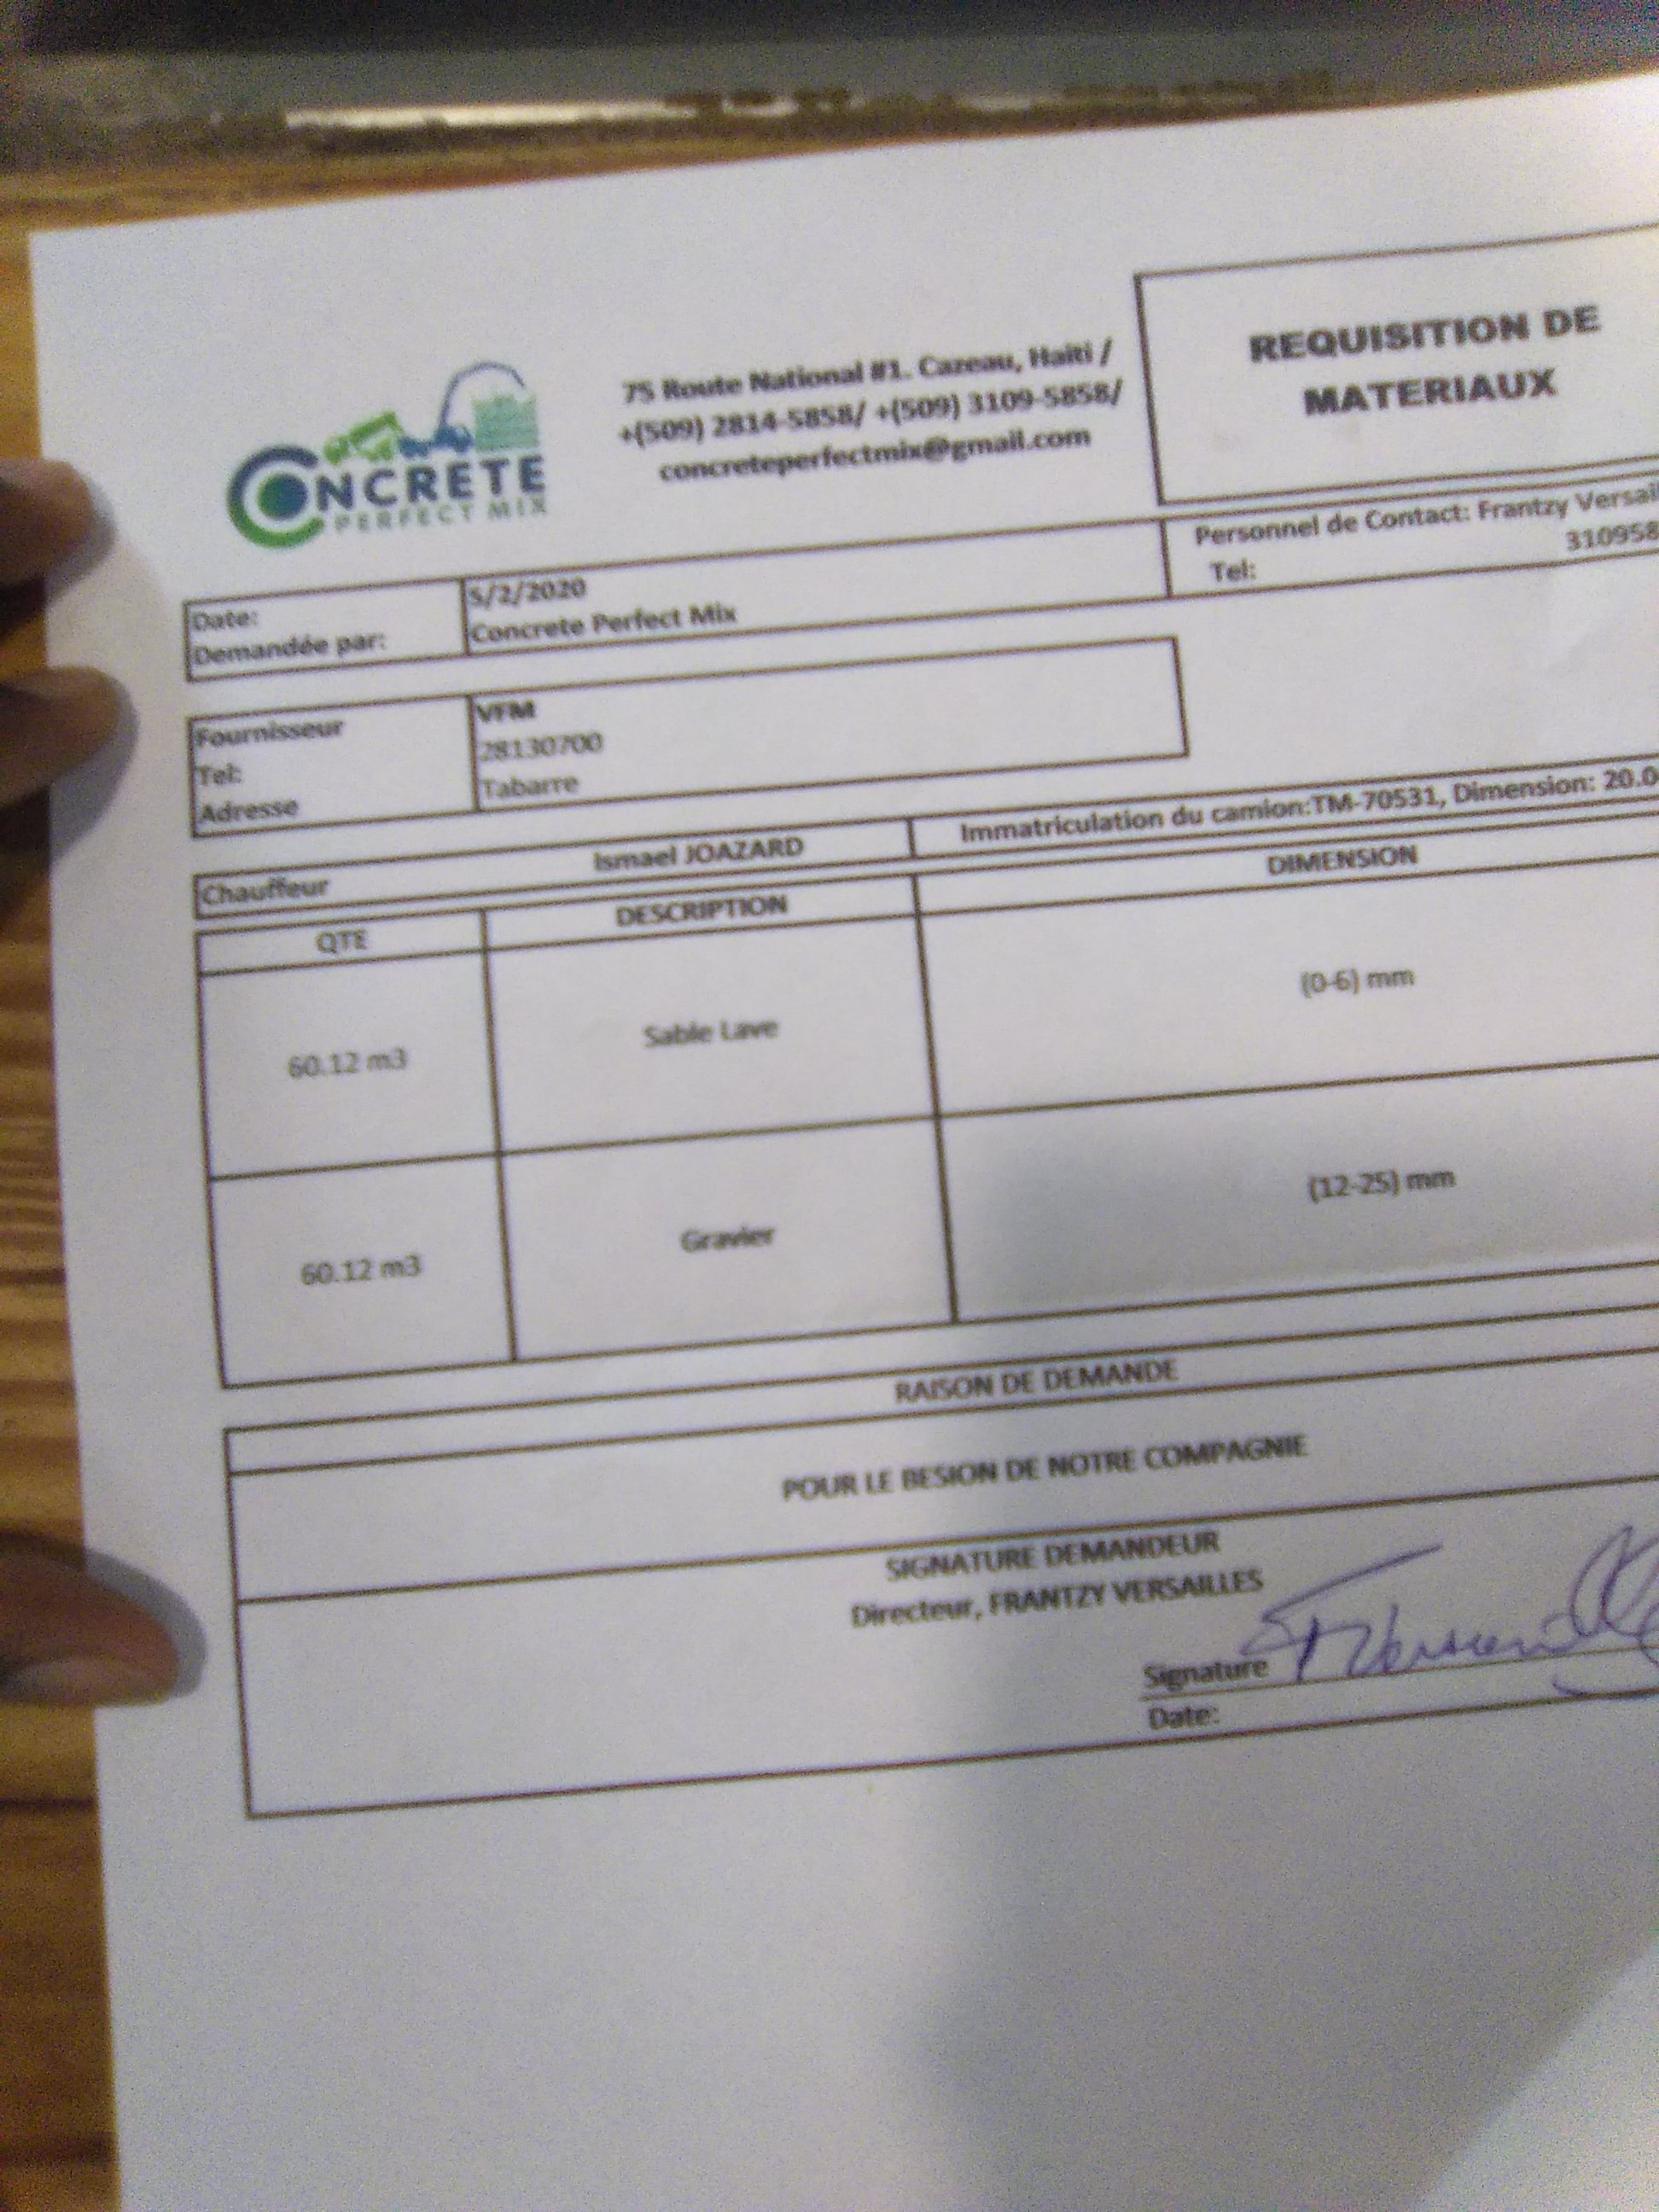 CONCRETE
PERFECT MIX
75 Route National #1. Cazeau, Haiti /
+(509) 2814-5858/ +(509) 3109-5858/
concreteperfectmix@gmail.com
REQUISITION DE
MATERIAUX
Date: 5/2/2020
Demandée par: Concrete Perfect Mix
Personnel de Contact: Frantzy Versail
310958
Tel:
Fournisseur VFM
Tel: 28130700
Adresse Tabarre
Chauffeur Ismael JOAZARD Immatriculation du camion:TM-70531, Dimension: 20.0
QTE DESCRIPTION DIMENSION
60.12 m3 Sable Lave (0-6) mm
60.12 m3 Gravier (12-25) mm
RAISON DE DEMANDE
POUR LE BESION DE NOTRE COMPAGNIE
SIGNATURE DEMANDEUR
Directeur, FRANTZY VERSAILLES
Signature
Date: